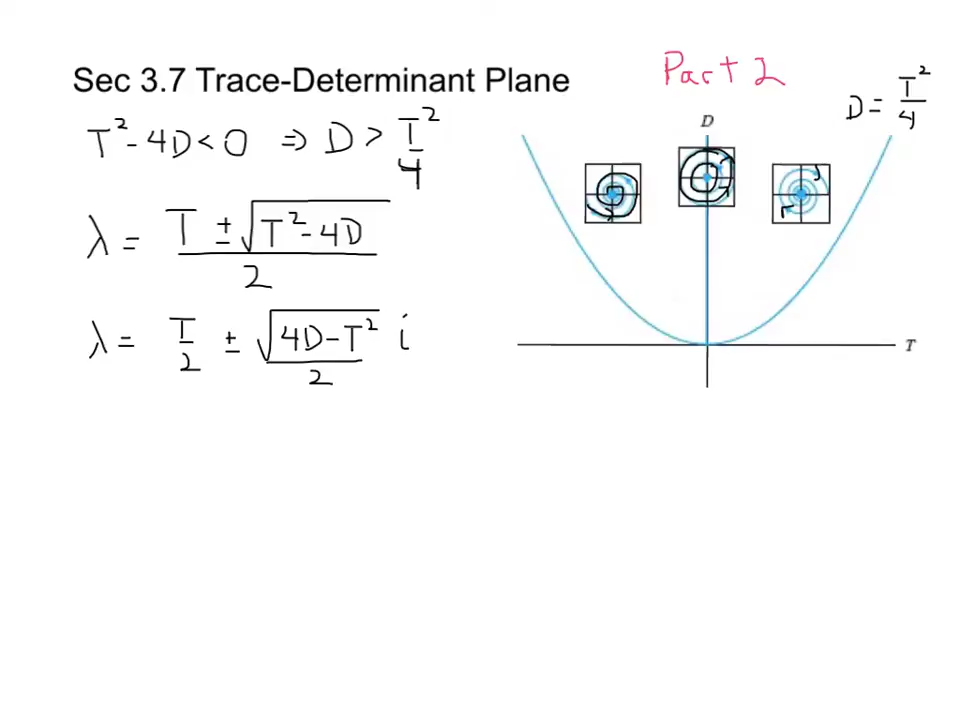 Sec 3.7 Trace-Determinant Plane
Part 2
T² - 4D < 0 ⇒ D > T²/4
λ = (T ± √(T² - 4D))/2
λ = T/2 ± (√(4D - T²))/2 i
D = T²/4
D
T